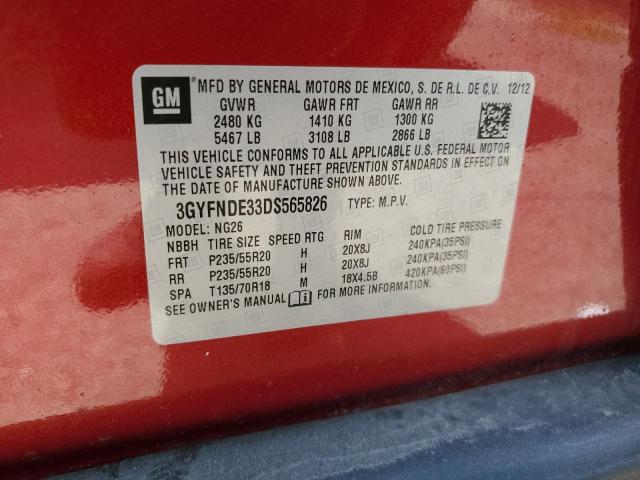 GM MFD BY GENERAL MOTORS DE MEXICO, S. DE R.L. DE C.V. 12/12
GVWR GAWR FRT GAWR RR
2480 KG 1410 KG 1300 KG
5467 LB 3108 LB 2866 LB
THIS VEHICLE CONFORMS TO ALL APPLICABLE U.S. FEDERAL MOTOR
VEHICLE SAFETY AND THEFT PREVENTION STANDARDS IN EFFECT ON
THE DATE OF MANUFACTURE SHOWN ABOVE.
3GYFNDE33DS565826 TYPE: M.P.V.
MODEL: NG26
NBBH TIRE SIZE SPEED RTG RIM COLD TIRE PRESSURE
FRT P235/55R20 H 20X8J 240KPA(35PSI)
RR P235/55R20 H 20X8J 240KPA(35PSI)
SPA T135/70R18 M 18X4.5B 420KPA(60PSI)
SEE OWNER'S MANUAL FOR MORE INFORMATION